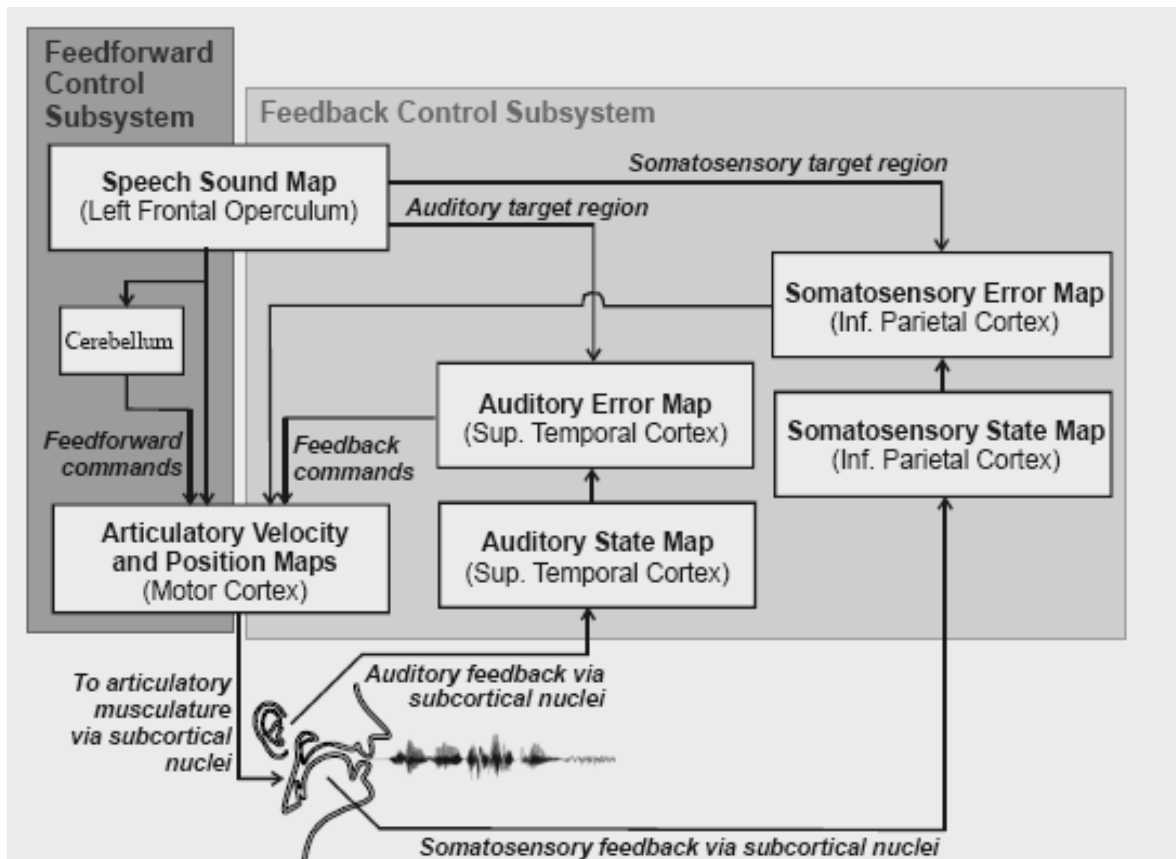 Feedforward
Control
Subsystem
Feedback Control Subsystem
Speech Sound Map
(Left Frontal Operculum)
Somatosensory target region
Auditory target region
Cerebellum
Somatosensory Error Map
(Inf. Parietal Cortex)
Auditory Error Map
(Sup. Temporal Cortex)
Somatosensory State Map
(Inf. Parietal Cortex)
Feedforward
commands
Feedback
commands
Articulatory Velocity
and Position Maps
(Motor Cortex)
Auditory State Map
(Sup. Temporal Cortex)
To articulatory
musculature
via subcortical
nuclei
Auditory feedback via
subcortical nuclei
Somatosensory feedback via subcortical nuclei